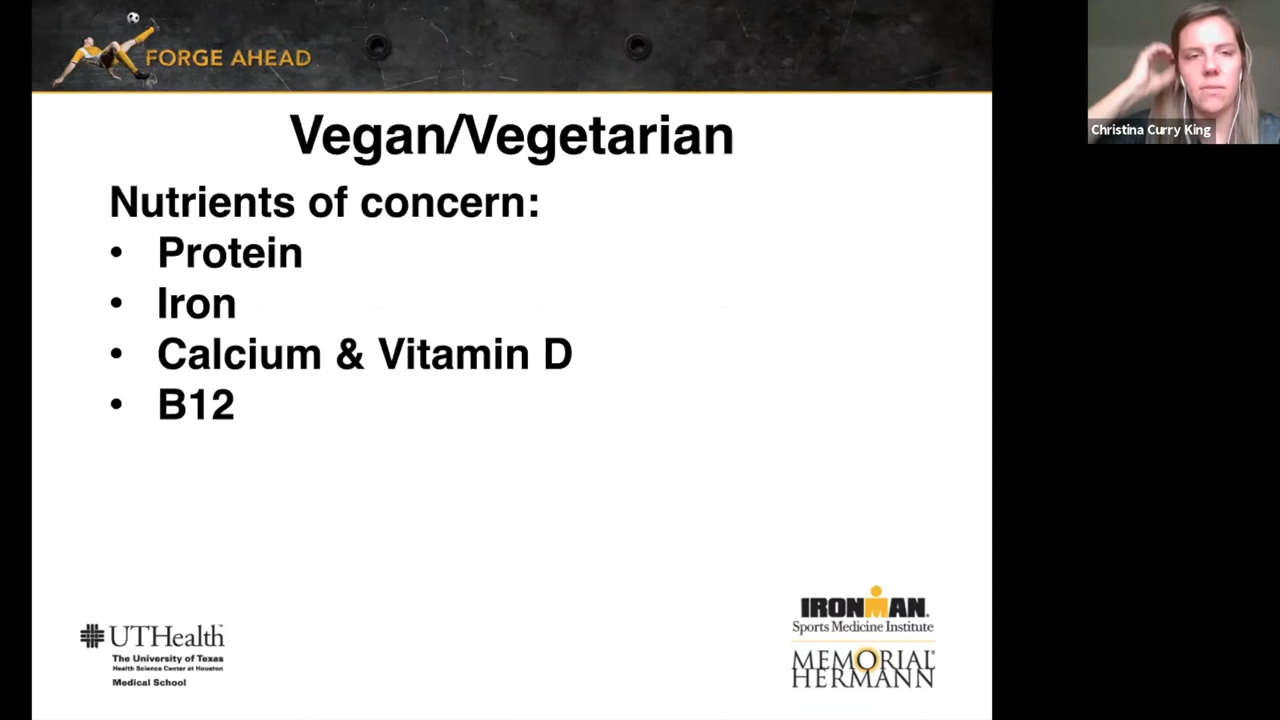 FORGE AHEAD
Christina Curry King
Vegan/Vegetarian
Nutrients of concern:
• Protein
• Iron
• Calcium & Vitamin D
• B12
UTHealth™
The University of Texas
Health Science Center at Houston
Medical School
IRONMAN®
Sports Medicine Institute
MEMORIAL®
HERMANN